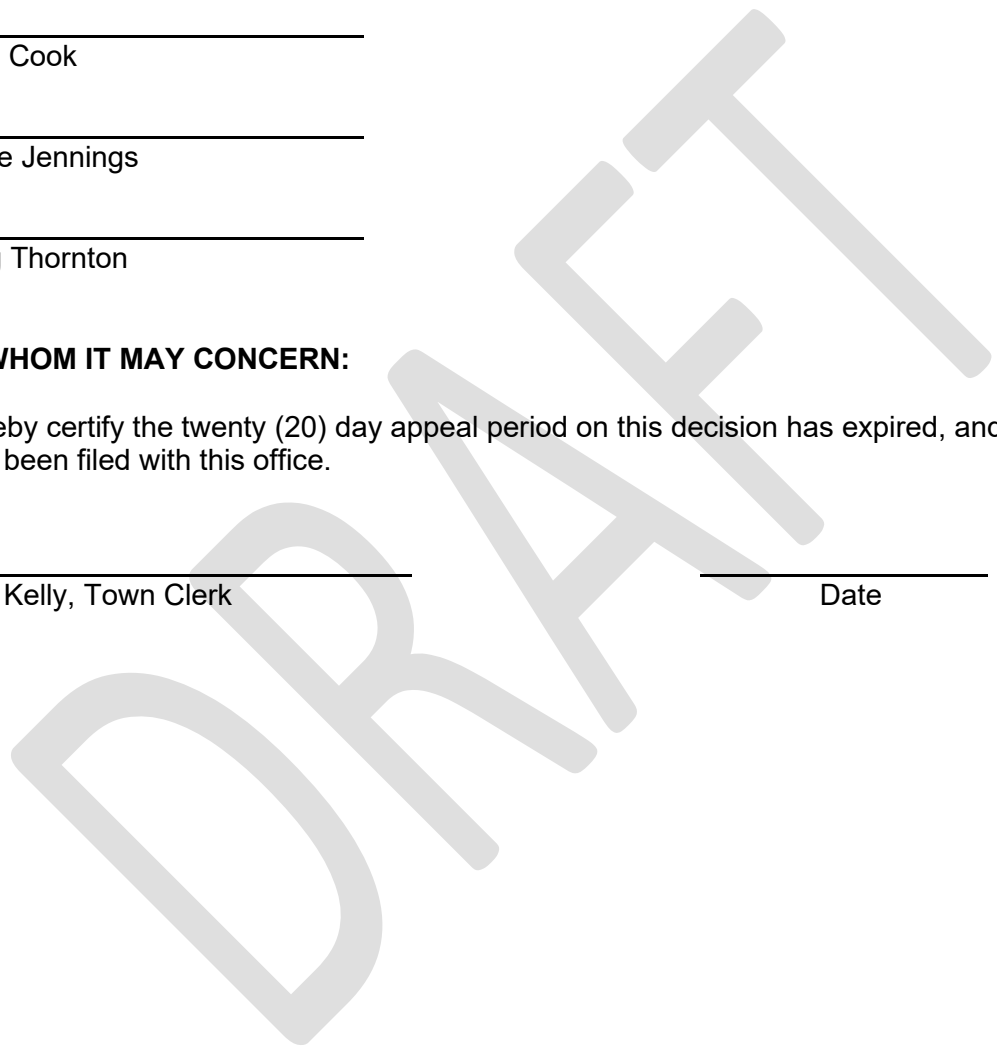 Cook
e Jennings
Thornton
WHOM IT MAY CONCERN:
eby certify the twenty (20) day appeal period on this decision has expired, and
been filed with this office.
Kelly, Town Clerk
Date
DRAFT